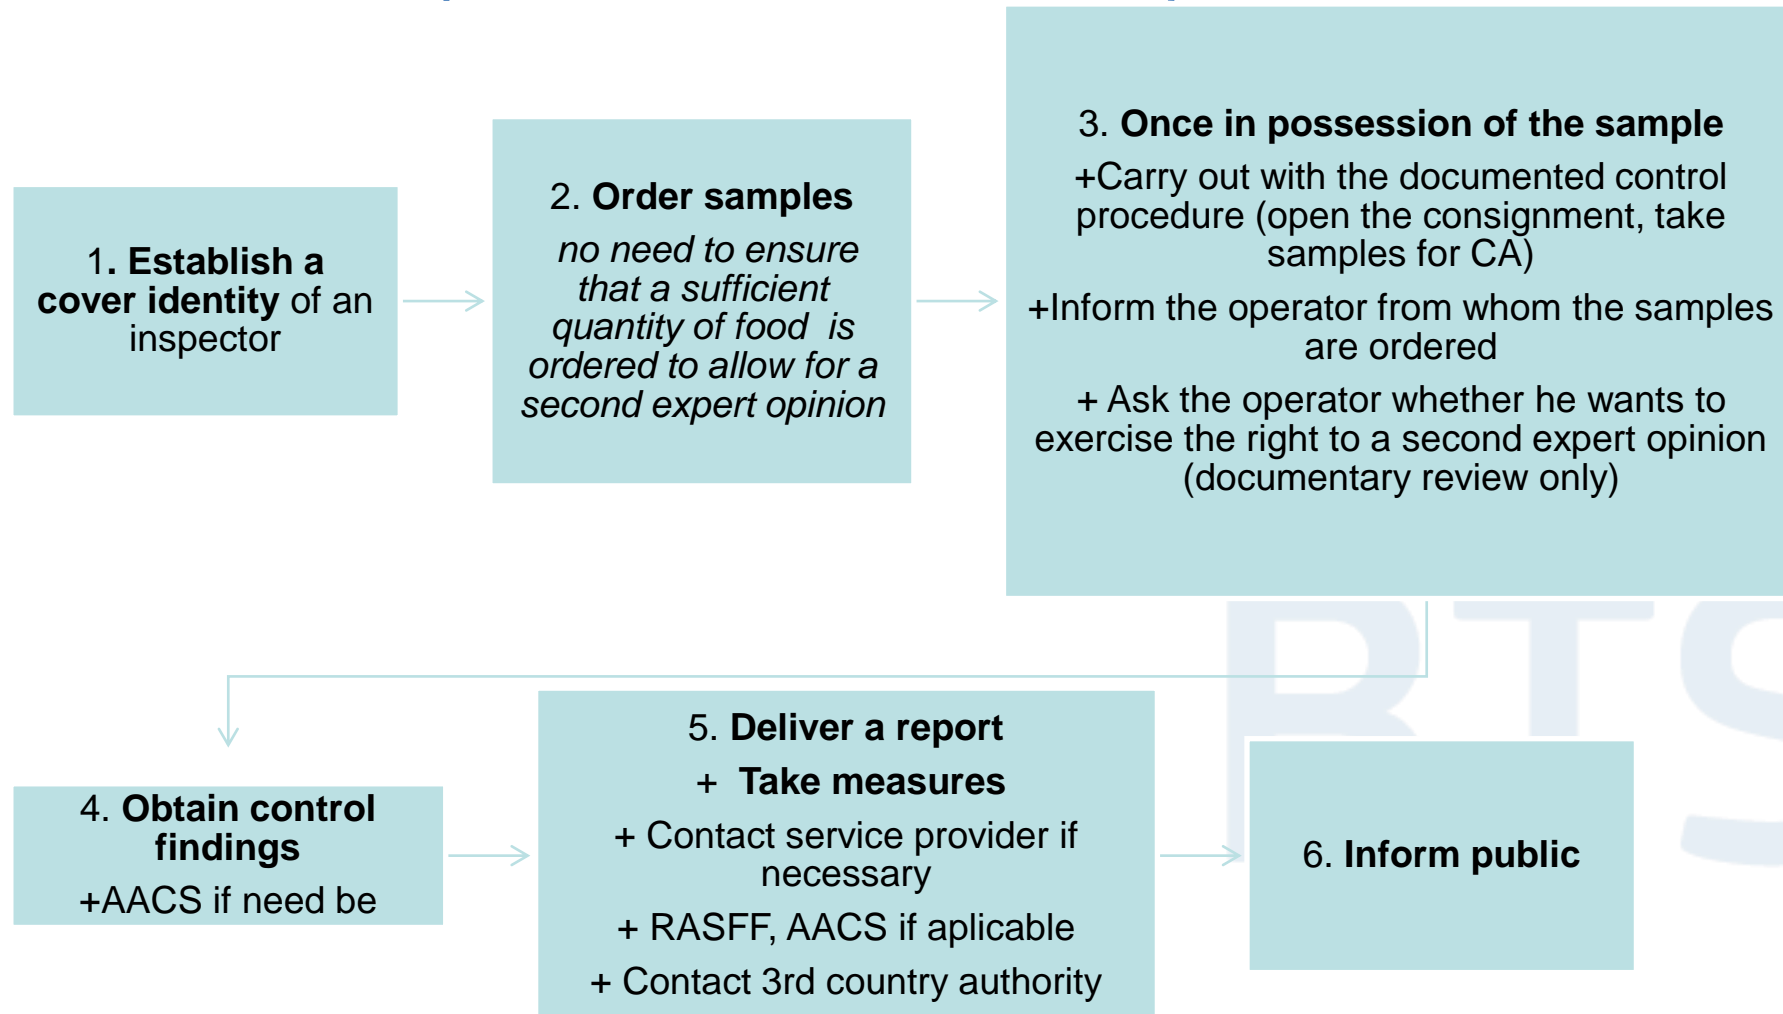 1. Establish a
cover identity of an
inspector
2. Order samples
no need to ensure
that a sufficient
quantity of food is
ordered to allow for a
second expert opinion
3. Once in possession of the sample
+Carry out with the documented control
procedure (open the consignment, take
samples for CA)
+Inform the operator from whom the samples
are ordered
+ Ask the operator whether he wants to
exercise the right to a second expert opinion
(documentary review only)
4. Obtain control
findings
+AACS if need be
5. Deliver a report
+ Take measures
+ Contact service provider if
necessary
+ RASFF, AACS if aplicable
+ Contact 3rd country authority
6. Inform public
BTS